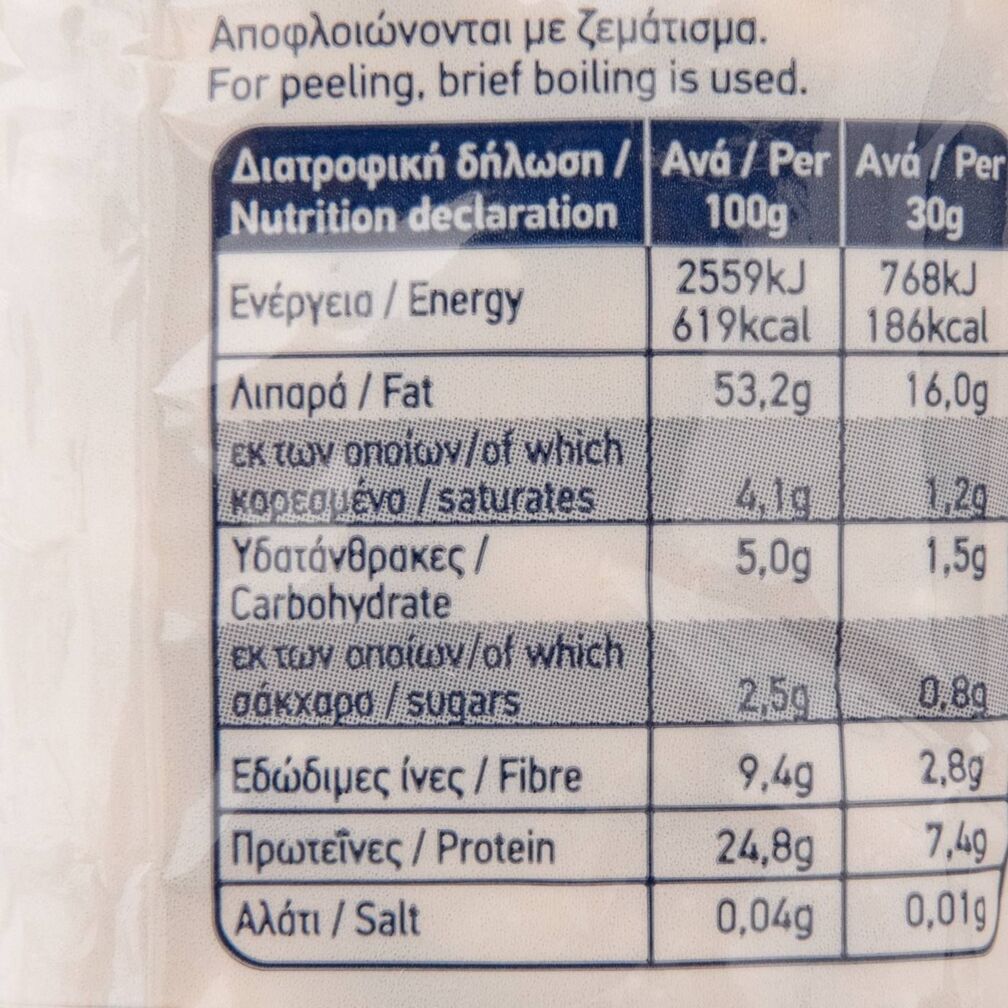 Αποφλοιώνονται με ζεμάτισμα.
For peeling, brief boiling is used.
Διατροφική δήλωση / Ανά / Per Ανά / Per
Nutrition declaration 100g 30g
2559kJ 768kJ
Ενέργεια / Energy
619kcal 186kcal
Λιπαρά / Fat 53,2g 16,0g
εκ των οποίων/of which
κορεσμένα / saturates 4,1g 1,2g
Υδατάνθρακες / 5,0g 1,5g
Carbohydrate
εκ των οποίων/of which
σάκχαρα / sugars 2,5g 0,8g
Εδώδιμες ίνες / Fibre 9,4g 2,8g
Πρωτεΐνες / Protein 24,8g 7,4g
Αλάτι / Salt 0,04g 0,01g